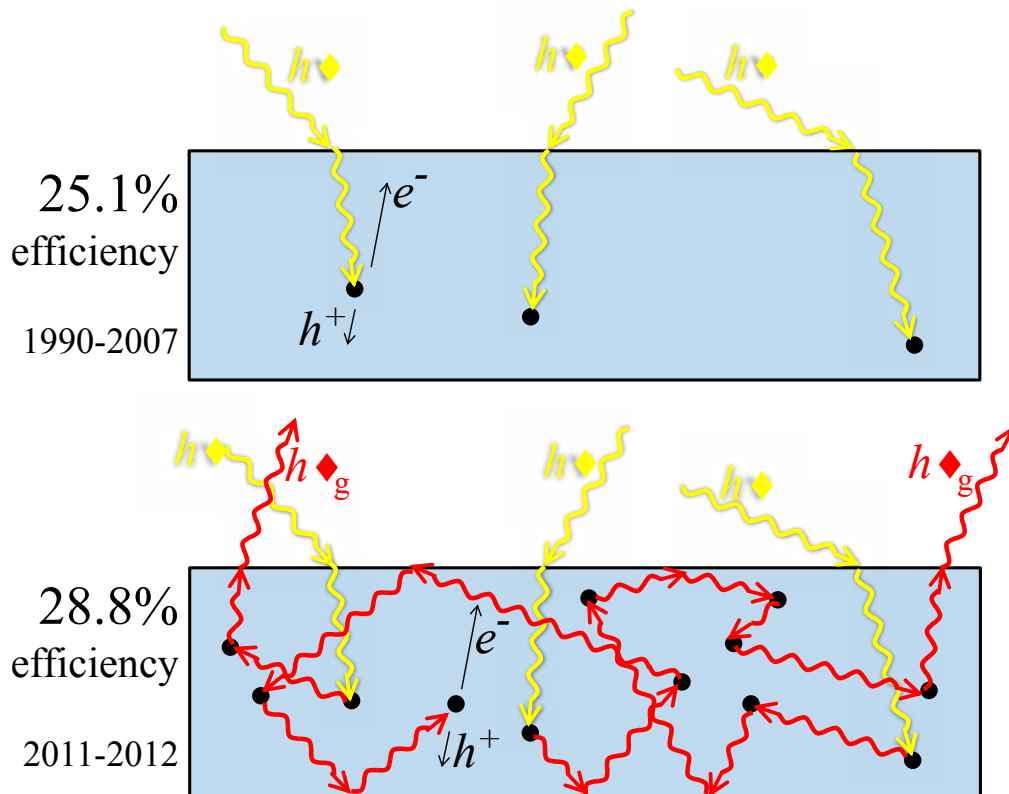 h♦ h♦ h♦
25.1%
efficiency
e-
h+
1990-2007
h♦ h♦g h♦ h♦ h♦g
28.8%
efficiency
e-
h+
2011-2012